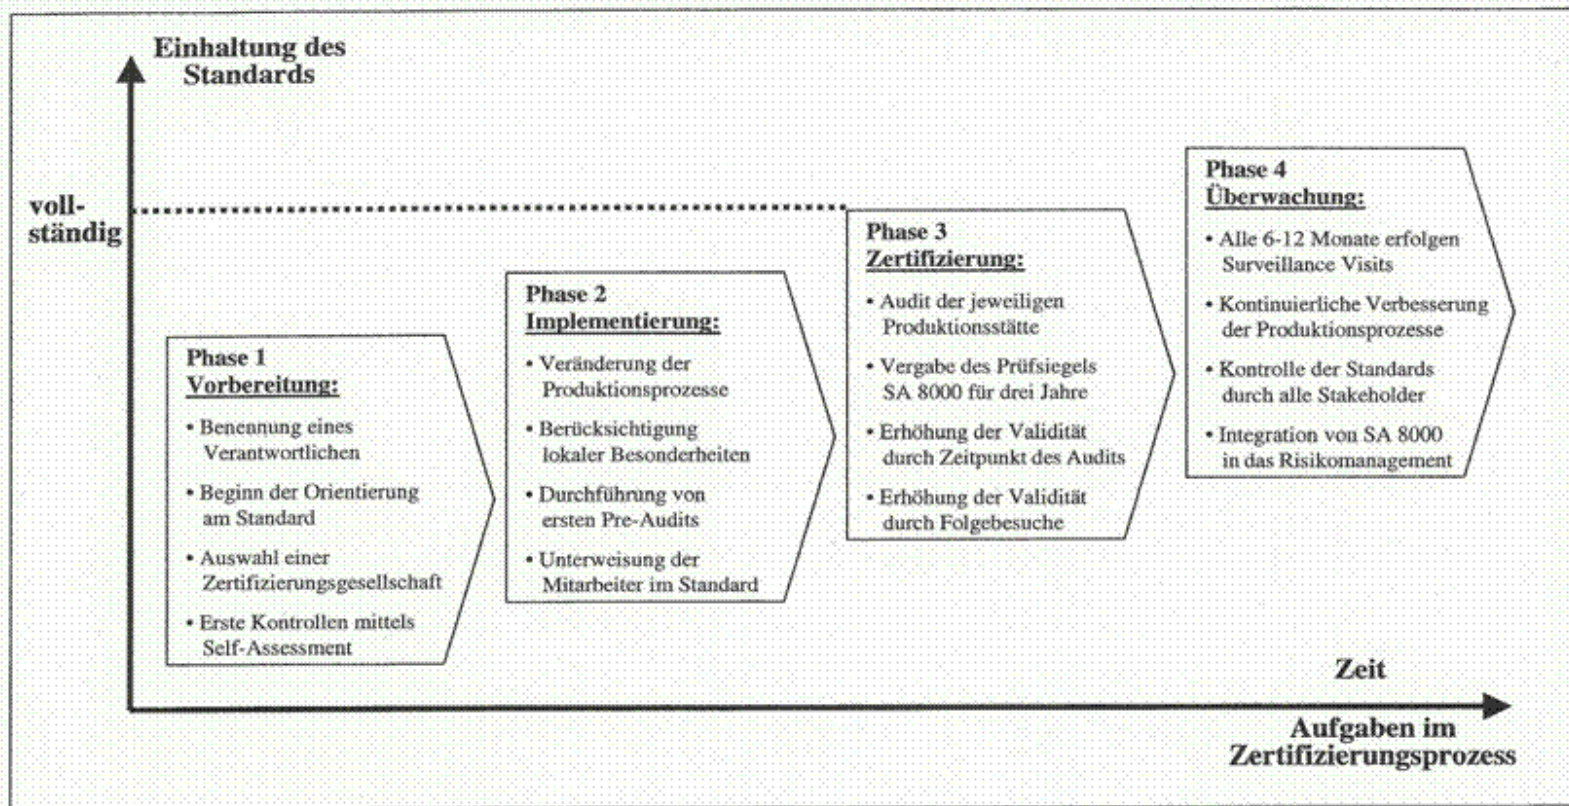 Einhaltung des
Standards
voll-
ständig
Phase 1
Vorbereitung:
• Benennung eines
Verantwortlichen
• Beginn der Orientierung
am Standard
• Auswahl einer
Zertifizierungsgesellschaft
• Erste Kontrollen mittels
Self-Assessment
Phase 2
Implementierung:
• Veränderung der
Produktionsprozesse
• Berücksichtigung
lokaler Besonderheiten
• Durchführung von
ersten Pre-Audits
• Unterweisung der
Mitarbeiter im Standard
Phase 3
Zertifizierung:
• Audit der jeweiligen
Produktionsstätte
• Vergabe des Prüfsiegels
SA 8000 für drei Jahre
• Erhöhung der Validität
durch Zeitpunkt des Audits
• Erhöhung der Validität
durch Folgebesuche
Phase 4
Überwachung:
• Alle 6-12 Monate erfolgen
Surveillance Visits
• Kontinuierliche Verbesserung
der Produktionsprozesse
• Kontrolle der Standards
durch alle Stakeholder
• Integration von SA 8000
in das Risikomanagement
Zeit
Aufgaben im
Zertifizierungsprozess